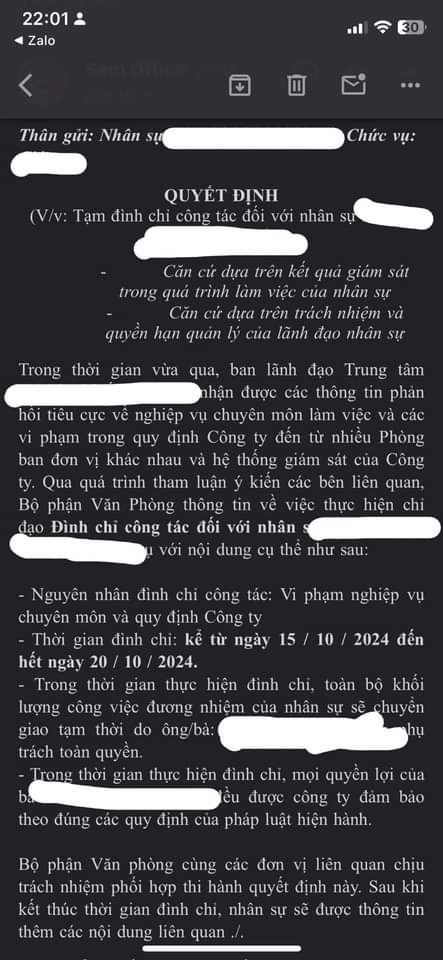 22:01
30
◂ Zalo
Thân gửi: Nhân sự Chức vụ:
QUYẾT ĐỊNH
(V/v: Tạm đình chỉ công tác đối với nhân sự
- Căn cứ dựa trên kết quả giám sát
trong quá trình làm việc của nhân sự
- Căn cứ dựa trên trách nhiệm và
quyền hạn quản lý của lãnh đạo nhân sự
Trong thời gian vừa qua, ban lãnh đạo Trung tâm
nhận được các thông tin phản
hồi tiêu cực về nghiệp vụ chuyên môn làm việc và các
vi phạm trong quy định Công ty đến từ nhiều Phòng
ban đơn vị khác nhau và hệ thống giám sát của Công
ty. Qua quá trình tham luận ý kiến các bên liên quan,
Bộ phận Văn Phòng thông tin về việc thực hiện chỉ
đạo Đình chỉ công tác đối với nhân s
ụ với nội dung cụ thể như sau:
- Nguyên nhân đình chỉ công tác: Vi phạm nghiệp vụ
chuyên môn và quy định Công ty
- Thời gian đình chỉ: kể từ ngày 15 / 10 / 2024 đến
hết ngày 20 / 10 / 2024.
- Trong thời gian thực hiện đình chỉ, toàn bộ khối
lượng công việc đương nhiệm của nhân sự sẽ chuyển
giao tạm thời do ông/bà: phụ
trách toàn quyền.
- Trong thời gian thực hiện đình chỉ, mọi quyền lợi của
bà đều được công ty đảm bảo
theo đúng các quy định của pháp luật hiện hành.
Bộ phận Văn phòng cùng các đơn vị liên quan chịu
trách nhiệm phối hợp thi hành quyết định này. Sau khi
kết thúc thời gian đình chỉ, nhân sự sẽ được thông tin
thêm các nội dung liên quan ./.